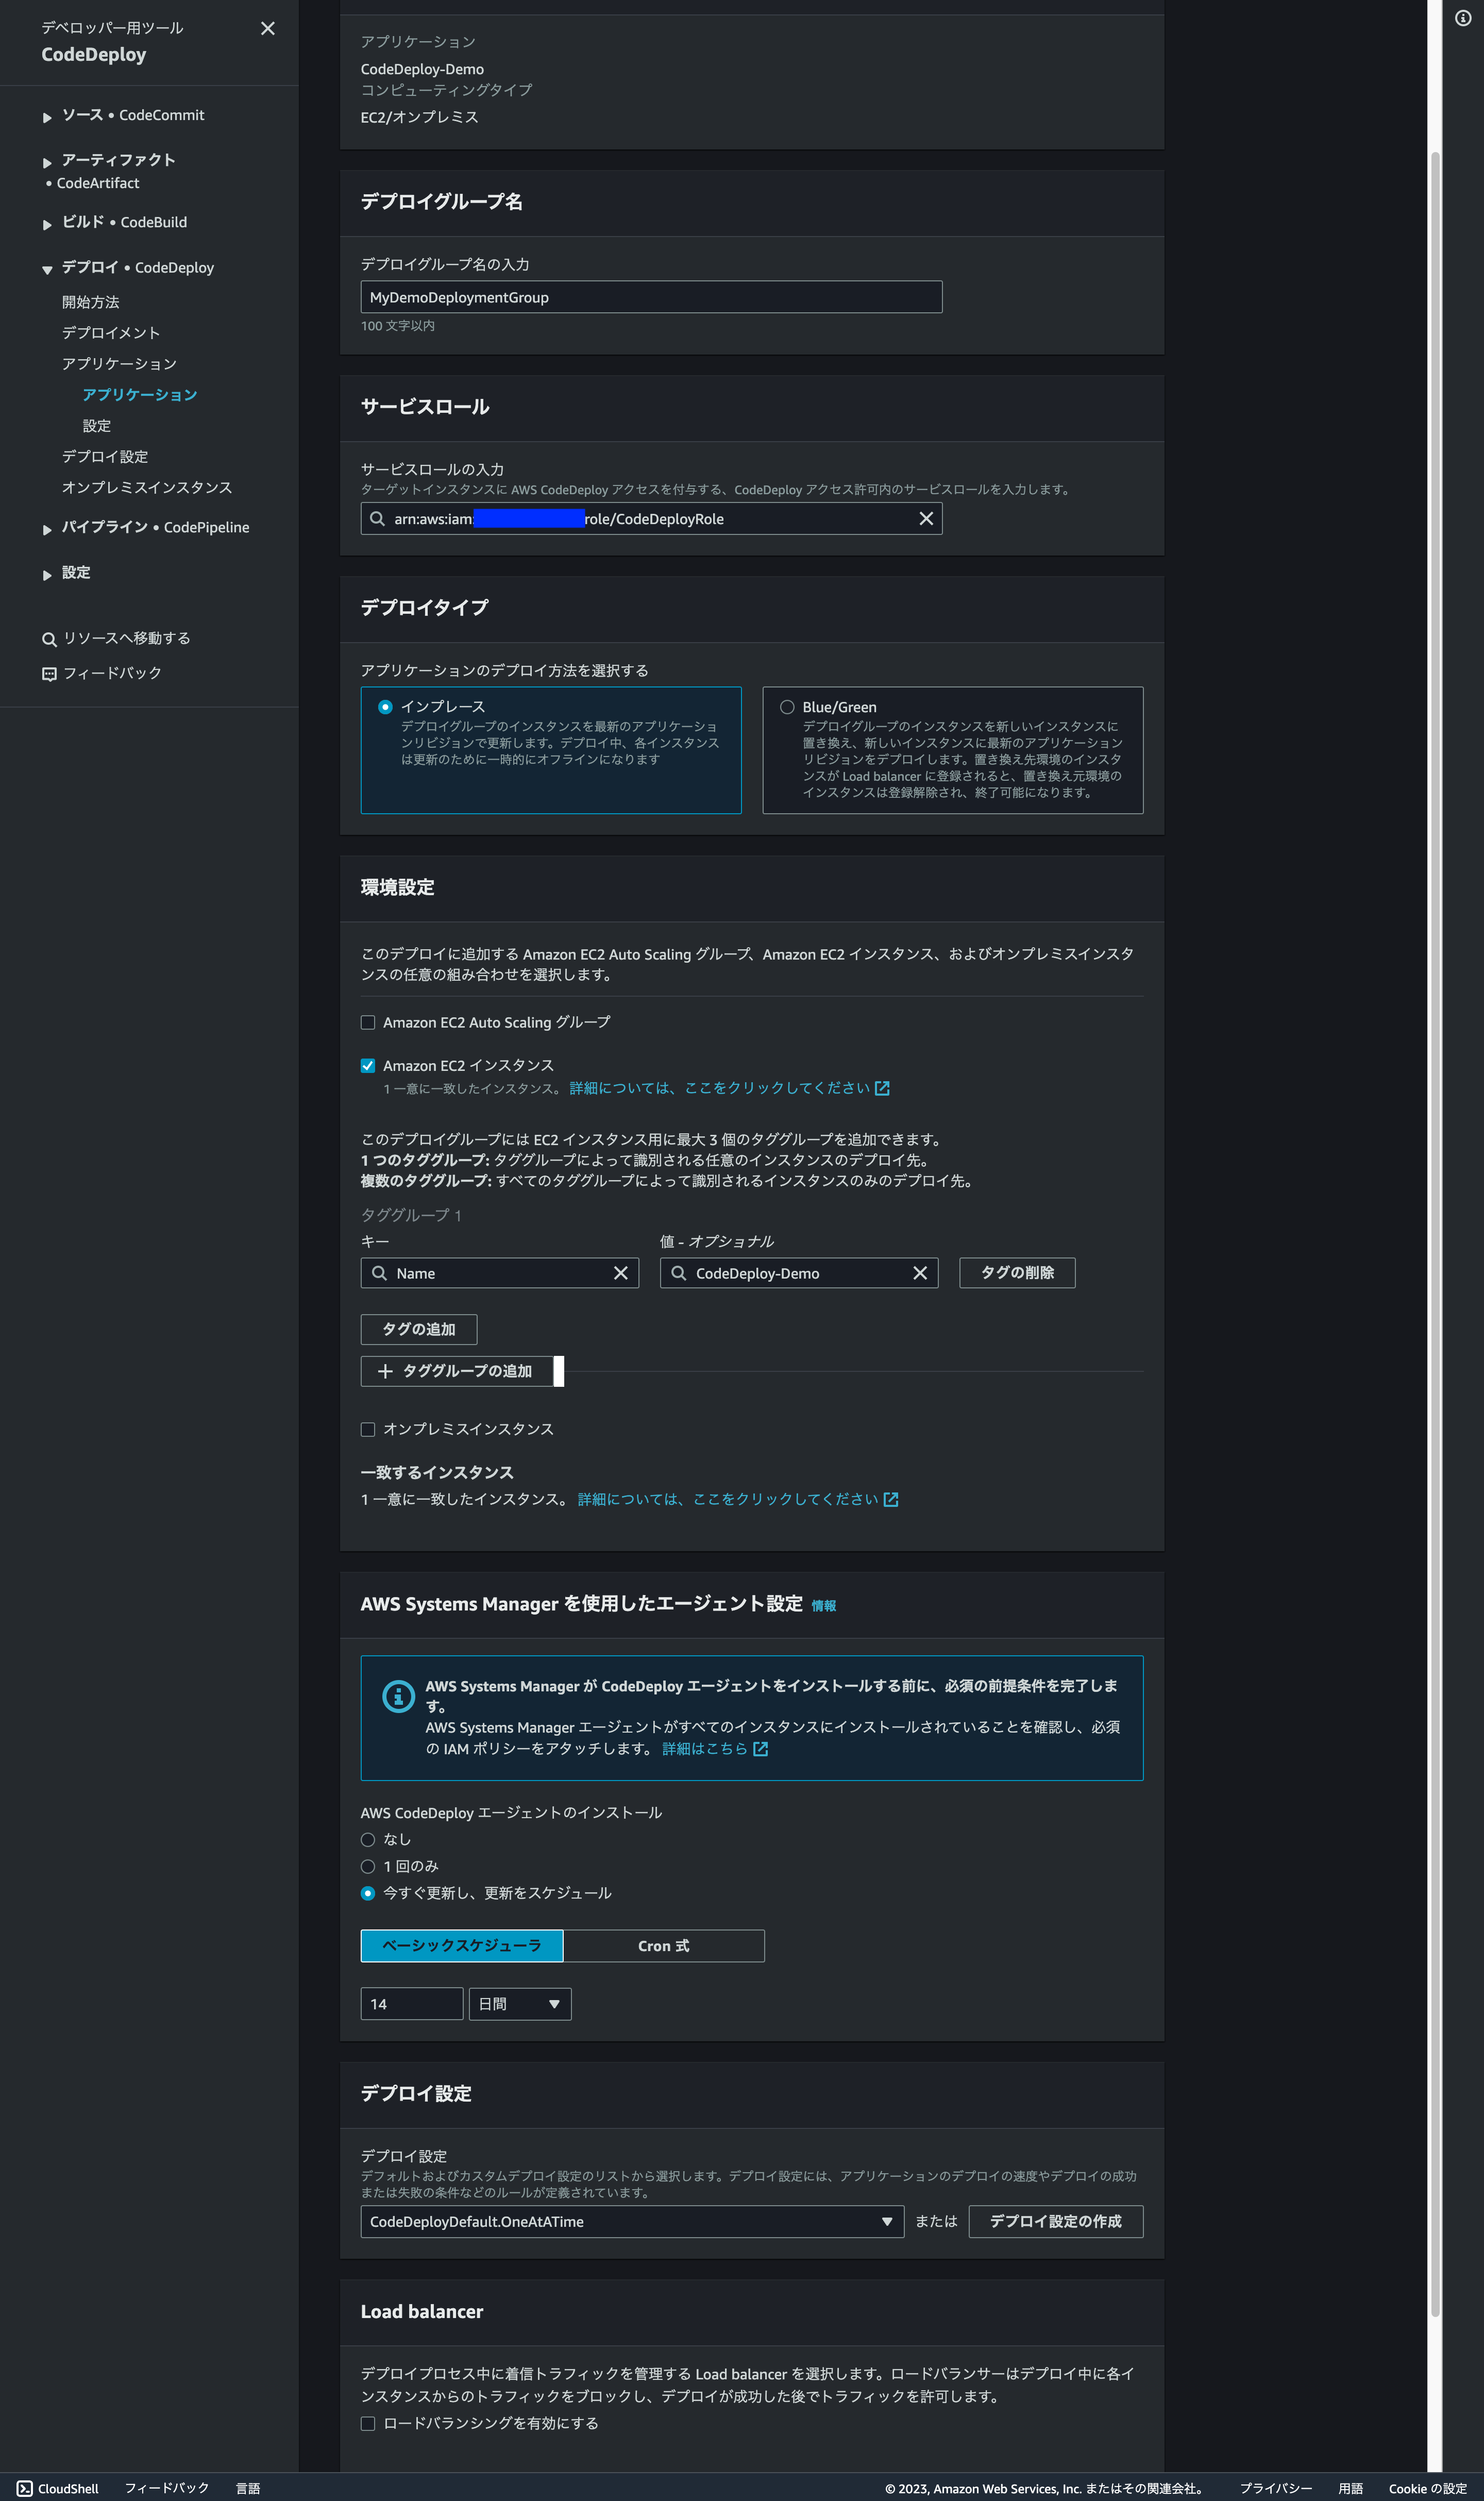 デベロッパー用ツール
CodeDeploy
ソース • CodeCommit
アーティファクト
• CodeArtifact
ビルド • CodeBuild
デプロイ • CodeDeploy
開始方法
デプロイメント
アプリケーション
アプリケーション
設定
デプロイ設定
オンプレミスインスタンス
パイプライン • CodePipeline
設定
リソースへ移動する
フィードバック
アプリケーション
CodeDeploy-Demo
コンピューティングタイプ
EC2/オンプレミス
デプロイグループ名
デプロイグループ名の入力
MyDemoDeploymentGroup
100 文字以内
サービスロール
サービスロールの入力
ターゲットインスタンスに AWS CodeDeploy アクセスを付与する、CodeDeploy アクセス許可内のサービスロールを入力します。
arn:aws:iam: role/CodeDeployRole
デプロイタイプ
アプリケーションのデプロイ方法を選択する
インプレース
デプロイグループのインスタンスを最新のアプリケーショ
ンリビジョンで更新します。デプロイ中、各インスタンス
は更新のために一時的にオフラインになります
Blue/Green
デプロイグループのインスタンスを新しいインスタンスに
置き換え、新しいインスタンスに最新のアプリケーション
リビジョンをデプロイします。置き換え先環境のインスタ
ンスが Load balancer に登録されると、置き換え元環境の
インスタンスは登録解除され、終了可能になります。
環境設定
このデプロイに追加する Amazon EC2 Auto Scaling グループ、Amazon EC2 インスタンス、およびオンプレミスインスタ
ンスの任意の組み合わせを選択します。
Amazon EC2 Auto Scaling グループ
Amazon EC2 インスタンス
1 一意に一致したインスタンス。 詳細については、ここをクリックしてください
このデプロイグループには EC2 インスタンス用に最大 3 個のタググループを追加できます。
1 つのタググループ: タググループによって識別される任意のインスタンスのデプロイ先。
複数のタググループ: すべてのタググループによって識別されるインスタンスのみのデプロイ先。
タググループ 1
キー 値 - オプショナル
Name CodeDeploy-Demo タグの削除
タグの追加
タググループの追加
オンプレミスインスタンス
一致するインスタンス
1 一意に一致したインスタンス。 詳細については、ここをクリックしてください
AWS Systems Manager を使用したエージェント設定 情報
AWS Systems Manager が CodeDeploy エージェントをインストールする前に、必須の前提条件を完了しま
す。
AWS Systems Manager エージェントがすべてのインスタンスにインストールされていることを確認し、必須
の IAM ポリシーをアタッチします。 詳細はこちら
AWS CodeDeploy エージェントのインストール
なし
1 回のみ
今すぐ更新し、更新をスケジュール
ベーシックスケジューラ Cron 式
14 日間
デプロイ設定
デプロイ設定
デフォルトおよびカスタムデプロイ設定のリストから選択します。デプロイ設定には、アプリケーションのデプロイの速度やデプロイの成功
または失敗の条件などのルールが定義されています。
CodeDeployDefault.OneAtATime または デプロイ設定の作成
Load balancer
デプロイプロセス中に着信トラフィックを管理する Load balancer を選択します。ロードバランサーはデプロイ中に各イ
ンスタンスからのトラフィックをブロックし、デプロイが成功した後でトラフィックを許可します。
ロードバランシングを有効にする
CloudShell フィードバック 言語 © 2023, Amazon Web Services, Inc. またはその関連会社。 プライバシー 用語 Cookie の設定